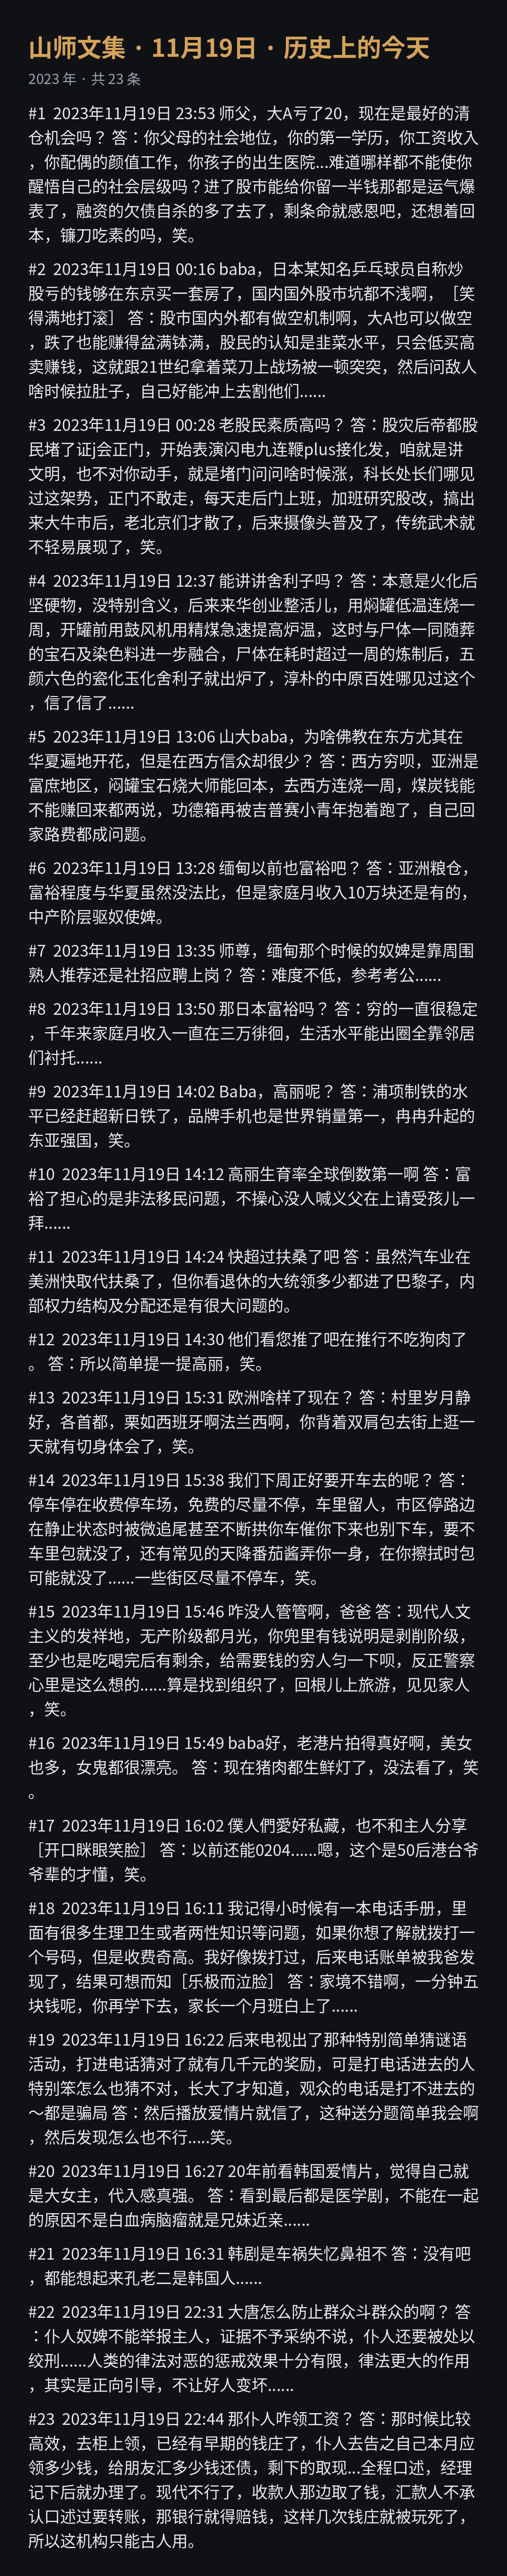 山师文集 · 11月19日 · 历史上的今天
2023 年 · 共 23 条
#1 2023年11月19日 23:53 师父，大A亏了20，现在是最好的清
仓机会吗？ 答：你父母的社会地位，你的第一学历，你工资收入
，你配偶的颜值工作，你孩子的出生医院...难道哪样都不能使你
醒悟自己的社会层级吗？进了股市能给你留一半钱那都是运气爆
表了，融资的欠债自杀的多了去了，剩条命就感恩吧，还想着回
本，镰刀吃素的吗，笑。
#2 2023年11月19日 00:16 baba，日本某知名乒乓球员自称炒
股亏的钱够在东京买一套房了，国内国外股市坑都不浅啊，［笑
得满地打滚］ 答：股市国内外都有做空机制啊，大A也可以做空
，跌了也能赚得盆满钵满，股民的认知是韭菜水平，只会低买高
卖赚钱，这就跟21世纪拿着菜刀上战场被一顿突突，然后问敌人
啥时候拉肚子，自己好能冲上去割他们......
#3 2023年11月19日 00:28 老股民素质高吗？ 答：股灾后帝都股
民堵了证j会正门，开始表演闪电九连鞭plus接化发，咱就是讲
文明，也不对你动手，就是堵门问问啥时候涨，科长处长们哪见
过这架势，正门不敢走，每天走后门上班，加班研究股改，搞出
来大牛市后，老北京们才散了，后来摄像头普及了，传统武术就
不轻易展现了，笑。
#4 2023年11月19日 12:37 能讲讲舍利子吗？ 答：本意是火化后
坚硬物，没特别含义，后来来华创业整活儿，用焖罐低温连烧一
周，开罐前用鼓风机用精煤急速提高炉温，这时与尸体一同随葬
的宝石及染色料进一步融合，尸体在耗时超过一周的炼制后，五
颜六色的瓷化玉化舍利子就出炉了，淳朴的中原百姓哪见过这个
，信了信了......
#5 2023年11月19日 13:06 山大baba，为啥佛教在东方尤其在
华夏遍地开花，但是在西方信众却很少？ 答：西方穷呗，亚洲是
富庶地区，闷罐宝石烧大师能回本，去西方连烧一周，煤炭钱能
不能赚回来都两说，功德箱再被吉普赛小青年抱着跑了，自己回
家路费都成问题。
#6 2023年11月19日 13:28 缅甸以前也富裕吧？ 答：亚洲粮仓，
富裕程度与华夏虽然没法比，但是家庭月收入10万块还是有的，
中产阶层驱奴使婢。
#7 2023年11月19日 13:35 师尊，缅甸那个时候的奴婢是靠周围
熟人推荐还是社招应聘上岗？ 答：难度不低，参考考公......
#8 2023年11月19日 13:50 那日本富裕吗？ 答：穷的一直很稳定
，千年来家庭月收入一直在三万徘徊，生活水平能出圈全靠邻居
们衬托......
#9 2023年11月19日 14:02 Baba，高丽呢？ 答：浦项制铁的水
平已经赶超新日铁了，品牌手机也是世界销量第一，冉冉升起的
东亚强国，笑。
#10 2023年11月19日 14:12 高丽生育率全球倒数第一啊 答：富
裕了担心的是非法移民问题，不操心没人喊义父在上请受孩儿一
拜......
#11 2023年11月19日 14:24 快超过扶桑了吧 答：虽然汽车业在
美洲快取代扶桑了，但你看退休的大统领多少都进了巴黎子，内
部权力结构及分配还是有很大问题的。
#12 2023年11月19日 14:30 他们看您推了吧在推行不吃狗肉了
。 答：所以简单提一提高丽，笑。
#13 2023年11月19日 15:31 欧洲啥样了现在？ 答：村里岁月静
好，各首都，栗如西班牙啊法兰西啊，你背着双肩包去街上逛一
天就有切身体会了，笑。
#14 2023年11月19日 15:38 我们下周正好要开车去的呢？ 答：
停车停在收费停车场，免费的尽量不停，车里留人，市区停路边
在静止状态时被微追尾甚至不断拱你车催你下来也别下车，要不
车里包就没了，还有常见的天降番茄酱弄你一身，在你擦拭时包
可能就没了......一些街区尽量不停车，笑。
#15 2023年11月19日 15:46 咋没人管管啊，爸爸 答：现代人文
主义的发祥地，无产阶级都月光，你兜里有钱说明是剥削阶级，
至少也是吃喝完后有剩余，给需要钱的穷人匀一下呗，反正警察
心里是这么想的......算是找到组织了，回根儿上旅游，见见家人
，笑。
#16 2023年11月19日 15:49 baba好，老港片拍得真好啊，美女
也多，女鬼都很漂亮。 答：现在猪肉都生鲜灯了，没法看了，笑
。
#17 2023年11月19日 16:02 僕人們愛好私藏，也不和主人分享
［开口眯眼笑脸］ 答：以前还能0204......嗯，这个是50后港台爷
爷辈的才懂，笑。
#18 2023年11月19日 16:11 我记得小时候有一本电话手册，里
面有很多生理卫生或者两性知识等问题，如果你想了解就拨打一
个号码，但是收费奇高。我好像拨打过，后来电话账单被我爸发
现了，结果可想而知［乐极而泣脸］ 答：家境不错啊，一分钟五
块钱呢，你再学下去，家长一个月班白上了......
#19 2023年11月19日 16:22 后来电视出了那种特别简单猜谜语
活动，打进电话猜对了就有几千元的奖励，可是打电话进去的人
特别笨怎么也猜不对，长大了才知道，观众的电话是打不进去的
～都是骗局 答：然后播放爱情片就信了，这种送分题简单我会啊
，然后发现怎么也不行.....笑。
#20 2023年11月19日 16:27 20年前看韩国爱情片，觉得自己就
是大女主，代入感真强。 答：看到最后都是医学剧，不能在一起
的原因不是白血病脑瘤就是兄妹近亲......
#21 2023年11月19日 16:31 韩剧是车祸失忆鼻祖不 答：没有吧
，都能想起来孔老二是韩国人......
#22 2023年11月19日 22:31 大唐怎么防止群众斗群众的啊？ 答
：仆人奴婢不能举报主人，证据不予采纳不说，仆人还要被处以
绞刑......人类的律法对恶的惩戒效果十分有限，律法更大的作用
，其实是正向引导，不让好人变坏......
#23 2023年11月19日 22:44 那仆人咋领工资？ 答：那时候比较
高效，去柜上领，已经有早期的钱庄了，仆人去告之自己本月应
领多少钱，给朋友汇多少钱还债，剩下的取现...全程口述，经理
记下后就办理了。现代不行了，收款人那边取了钱，汇款人不承
认口述过要转账，那银行就得赔钱，这样几次钱庄就被玩死了，
所以这机构只能古人用。